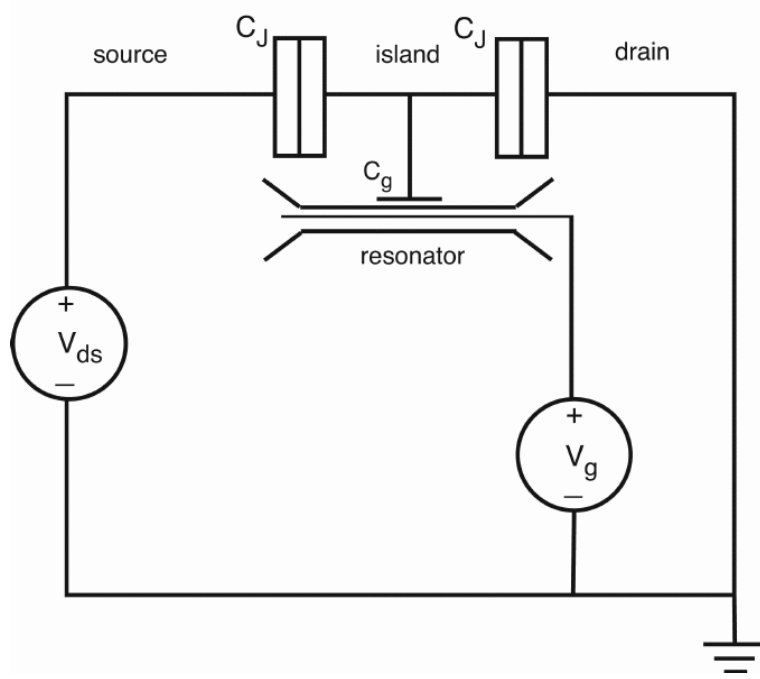 C_J
C_J
source
island
drain
C_g
resonator
+
V_ds
–
+
V_g
–